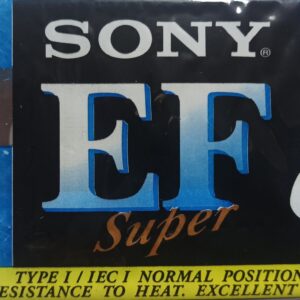 SONY®
EF
Super
TYPE I / IEC I NORMAL POSITION
RESISTANCE TO HEAT. EXCELLENT